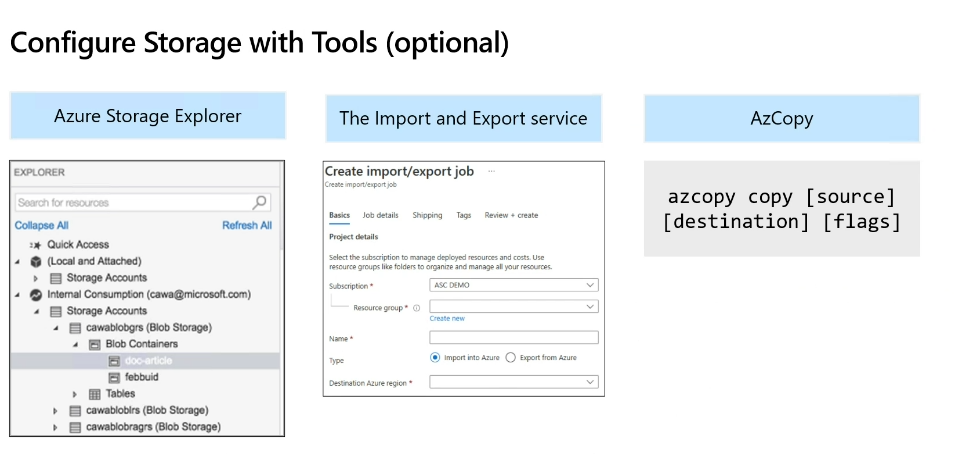 Configure Storage with Tools (optional)
Azure Storage Explorer
EXPLORER
Search for resources
Collapse All
Refresh All
Quick Access
(Local and Attached)
Storage Accounts
Internal Consumption (cawa@microsoft.com)
Storage Accounts
cawablobgrs (Blob Storage)
Blob Containers
doc-article
febbuid
Tables
cawabloblrs (Blob Storage)
cawablobragrs (Blob Storage)
The Import and Export service
Create import/export job ...
Create import/export job
Basics Job details Shipping Tags Review + create
Project details
Select the subscription to manage deployed resources and costs. Use
resource groups like folders to organize and manage all your resources.
Subscription * ASC DEMO
Resource group *
Create new
Name *
Type Import into Azure Export from Azure
Destination Azure region *
AzCopy
azcopy copy [source]
[destination] [flags]